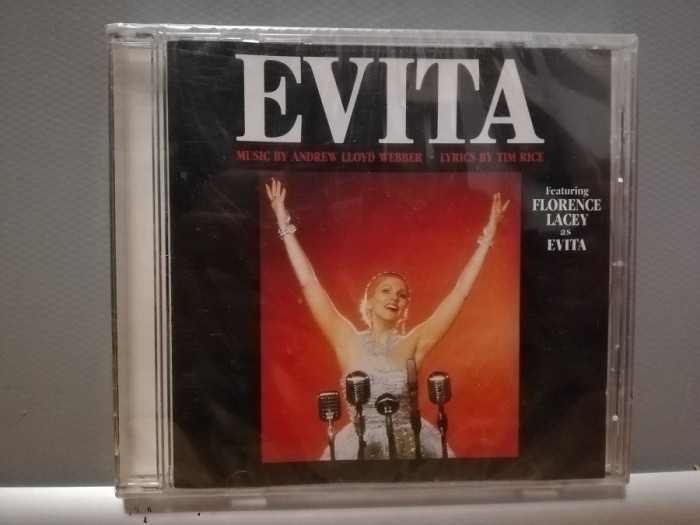 EVITA
MUSIC BY ANDREW LLOYD WEBBER - LYRICS BY TIM RICE
Featuring
FLORENCE
LACEY
as
EVITA